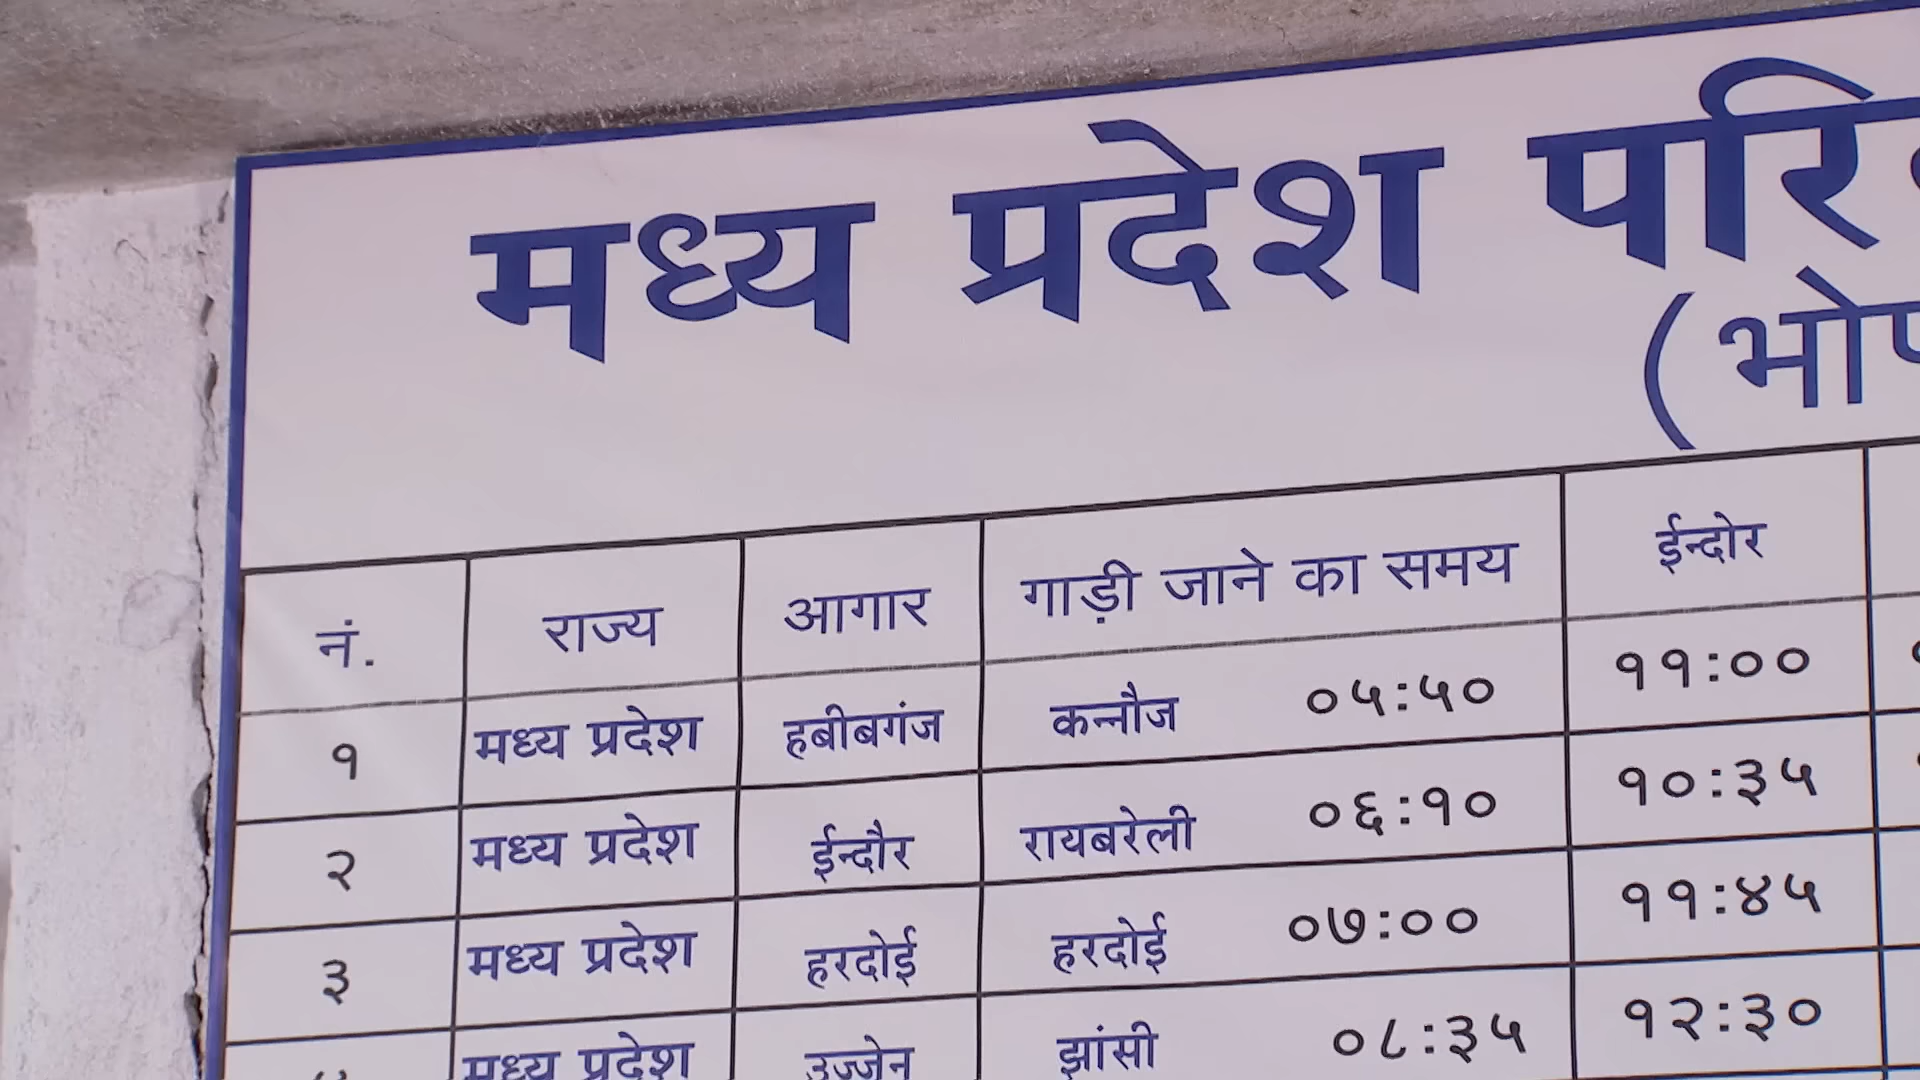 मध्य प्रदेश
नं. राज्य आगार गाड़ी जाने का समय ईन्दोर
१ मध्य प्रदेश हबीबगंज कन्नौज ०५:५० ११:००
२ मध्य प्रदेश ईन्दौर रायबरेली ०६:१० १०:३५
३ मध्य प्रदेश हरदोई हरदोई ०७:०० ११:४५
मध्य प्रदेश उज्जेन झांसी ०८:३५ १२:३०